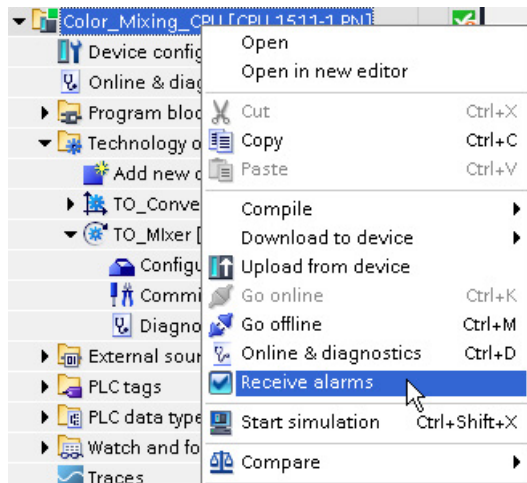 Color_Mixing_CPU [CPU 1511-1 PN]
Device config
Online & diag
Program bloc
Technology o
Add new o
TO_Conve
TO_MIxer [
Configu
Commi
Diagno
External sour
PLC tags
PLC data type
Watch and fo
Traces
Open
Open in new editor
Cut Ctrl+X
Copy Ctrl+C
Paste Ctrl+V
Compile
Download to device
Upload from device
Go online Ctrl+K
Go offline Ctrl+M
Online & diagnostics Ctrl+D
Receive alarms
Start simulation Ctrl+Shift+X
Compare